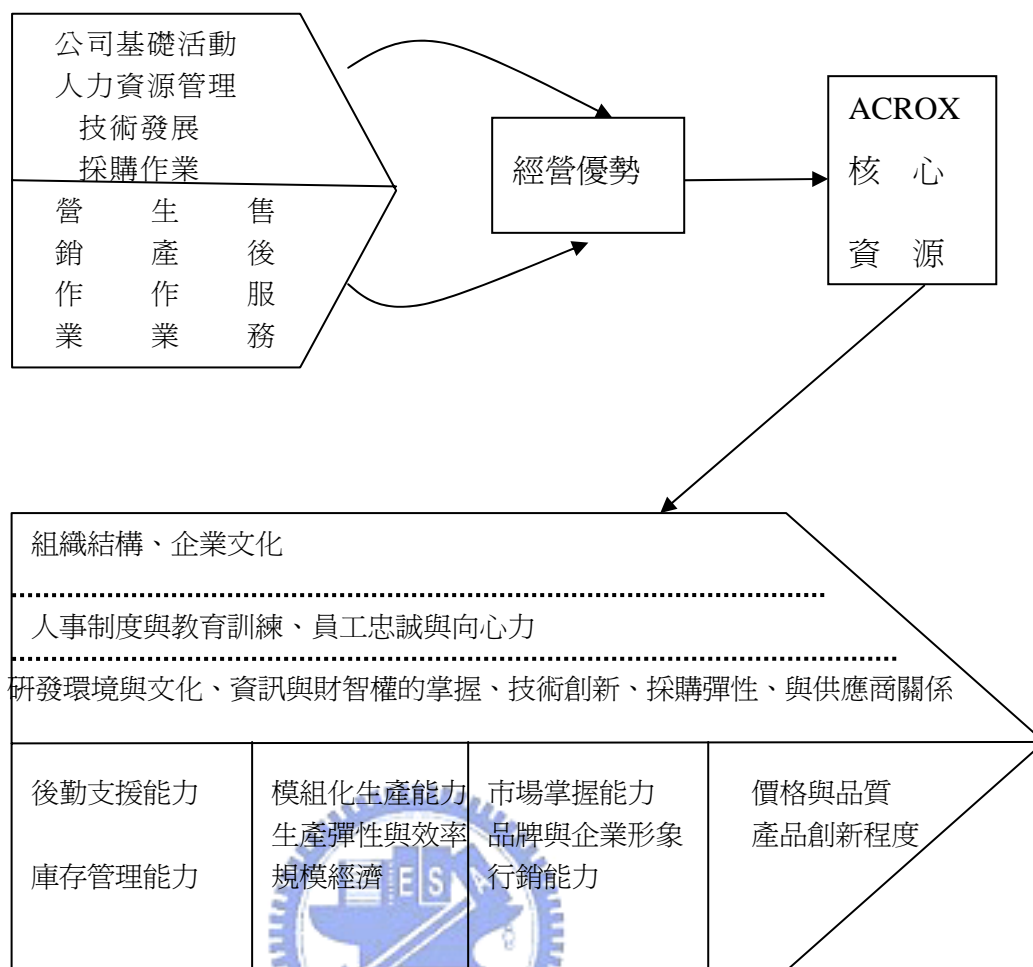 公司基礎活動
人力資源管理
技術發展
採購作業
營銷作業
生產作業
售後服務
經營優勢
ACROX
核 心
資 源
組織結構、企業文化
人事制度與教育訓練、員工忠誠與向心力
研發環境與文化、資訊與財智權的掌握、技術創新、採購彈性、與供應商關係
後勤支援能力
庫存管理能力
模組化生產能力
生產彈性與效率
規模經濟
市場掌握能力
品牌與企業形象
行銷能力
價格與品質
產品創新程度
ES